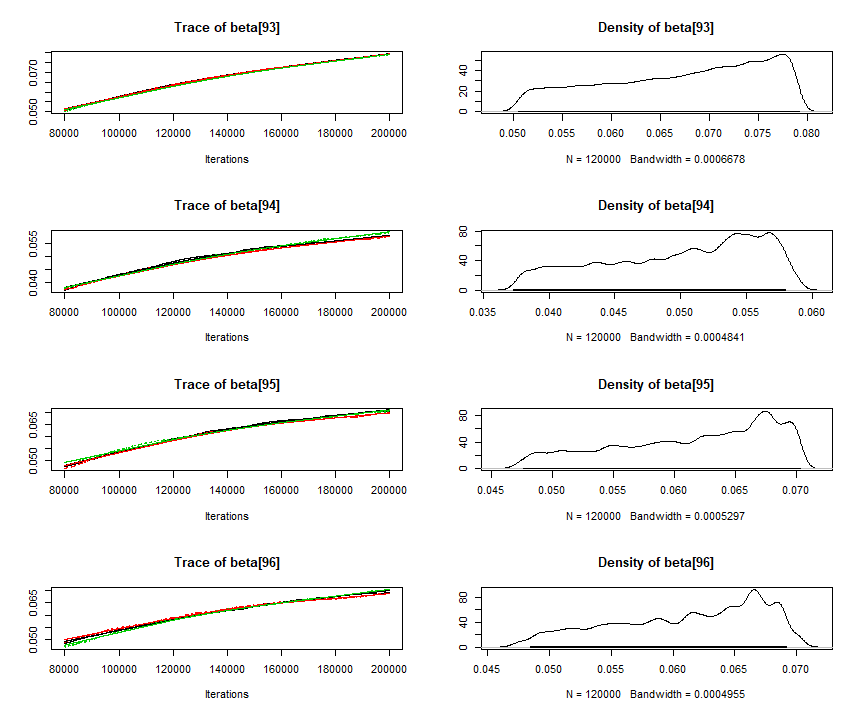 Trace of beta[93]
0.050 0.070
80000 100000 120000 140000 160000 180000 200000
Iterations
Density of beta[93]
0 20 40
0.050 0.055 0.060 0.065 0.070 0.075 0.080
N = 120000 Bandwidth = 0.0006678
Trace of beta[94]
0.040 0.055
80000 100000 120000 140000 160000 180000 200000
Iterations
Density of beta[94]
0 40 80
0.035 0.040 0.045 0.050 0.055 0.060
N = 120000 Bandwidth = 0.0004841
Trace of beta[95]
0.050 0.065
80000 100000 120000 140000 160000 180000 200000
Iterations
Density of beta[95]
0 40 80
0.045 0.050 0.055 0.060 0.065 0.070
N = 120000 Bandwidth = 0.0005297
Trace of beta[96]
0.050 0.065
80000 100000 120000 140000 160000 180000 200000
Iterations
Density of beta[96]
0 40 80
0.045 0.050 0.055 0.060 0.065 0.070
N = 120000 Bandwidth = 0.0004955